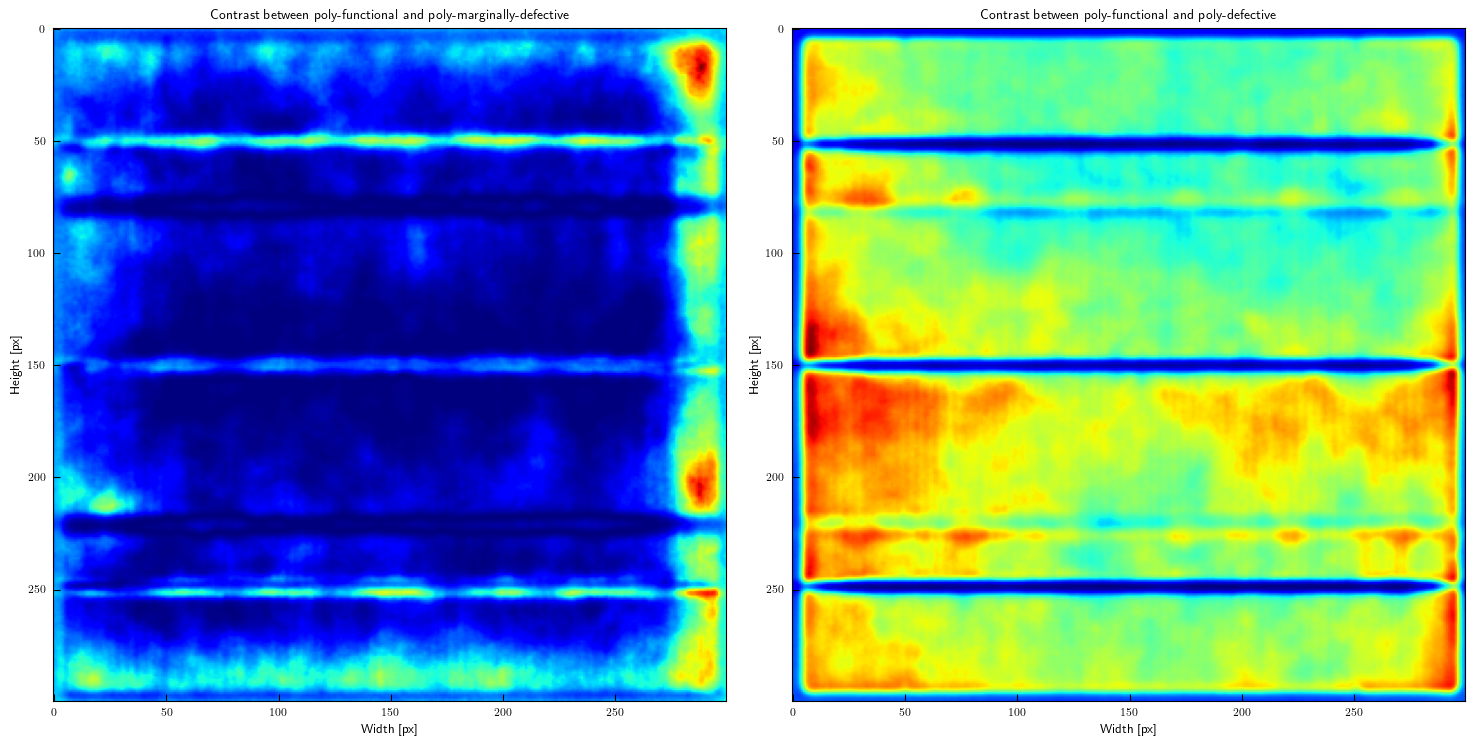 Contrast between poly-functional and poly-marginally-defective
0
50
100
150
200
250
Height [px]
0 50 100 150 200 250
Width [px]
Contrast between poly-functional and poly-defective
0
50
100
150
200
250
Height [px]
0 50 100 150 200 250
Width [px]